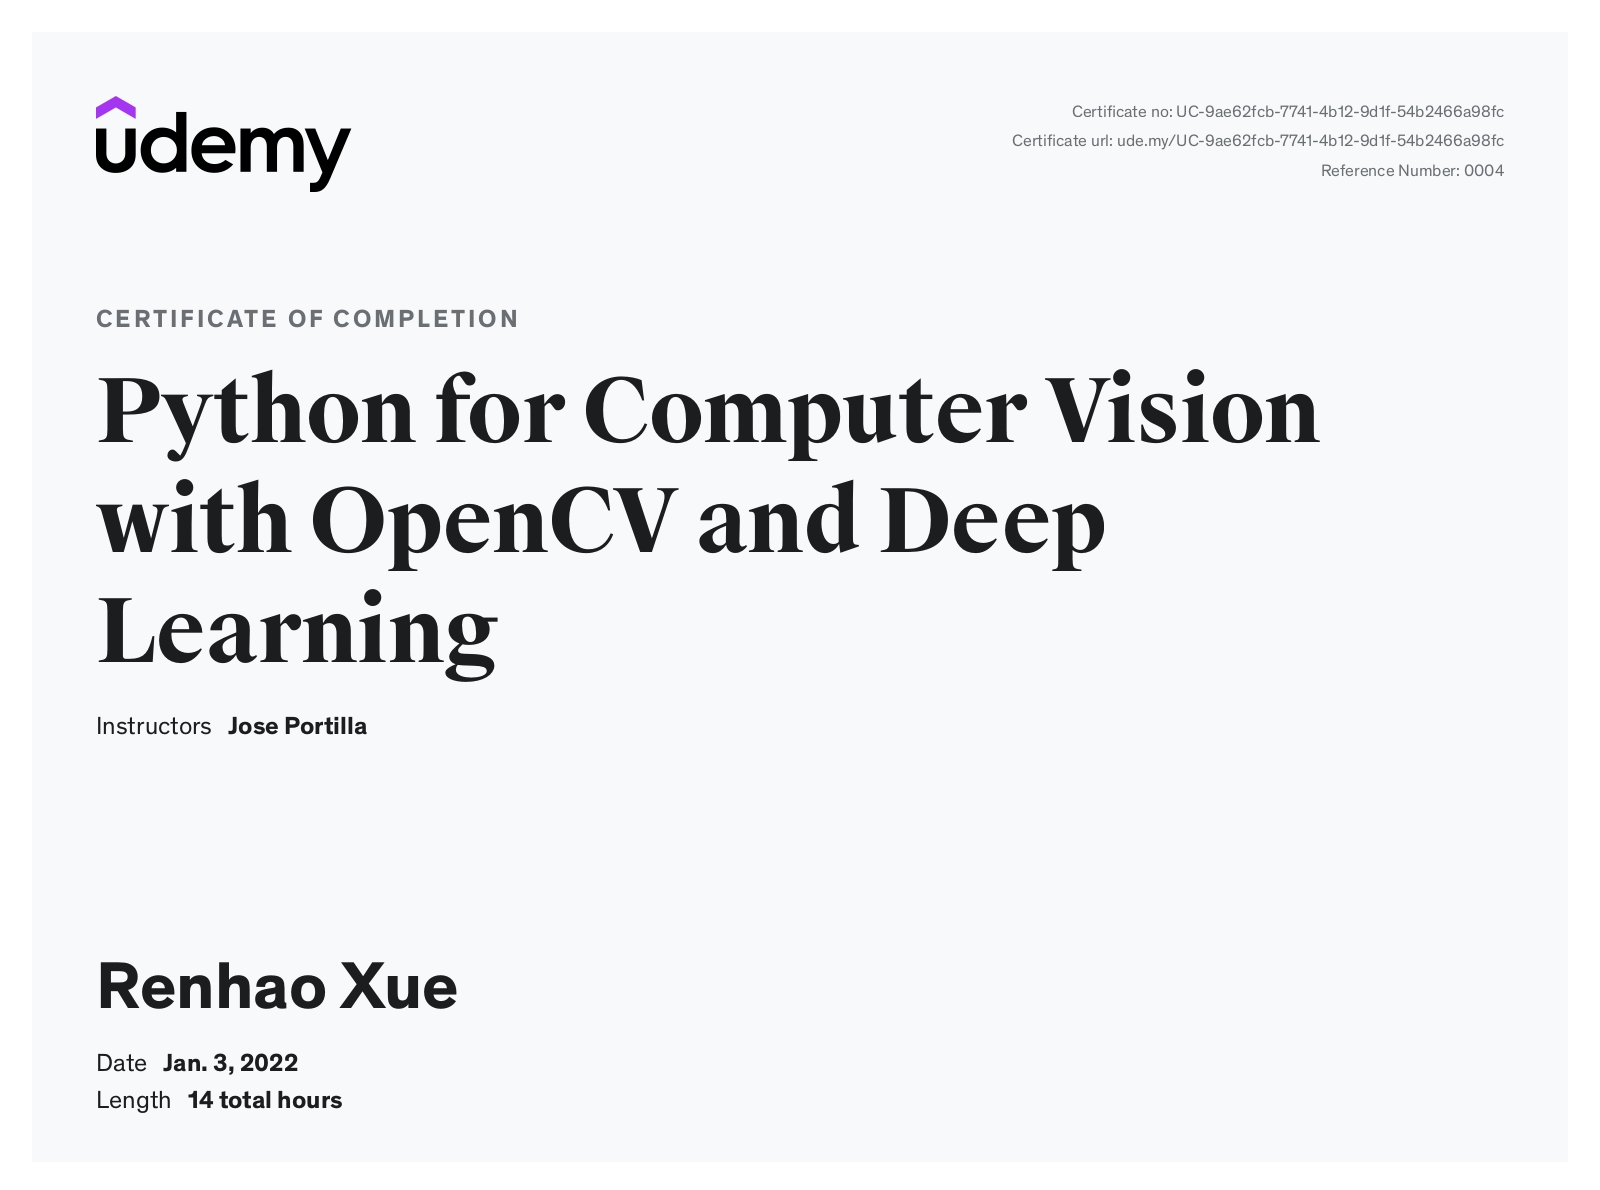 udemy
Certificate no: UC-9ae62fcb-7741-4b12-9d1f-54b2466a98fc
Certificate url: ude.my/UC-9ae62fcb-7741-4b12-9d1f-54b2466a98fc
Reference Number: 0004
CERTIFICATE OF COMPLETION
Python for Computer Vision
with OpenCV and Deep
Learning
Instructors Jose Portilla
Renhao Xue
Date Jan. 3, 2022
Length 14 total hours